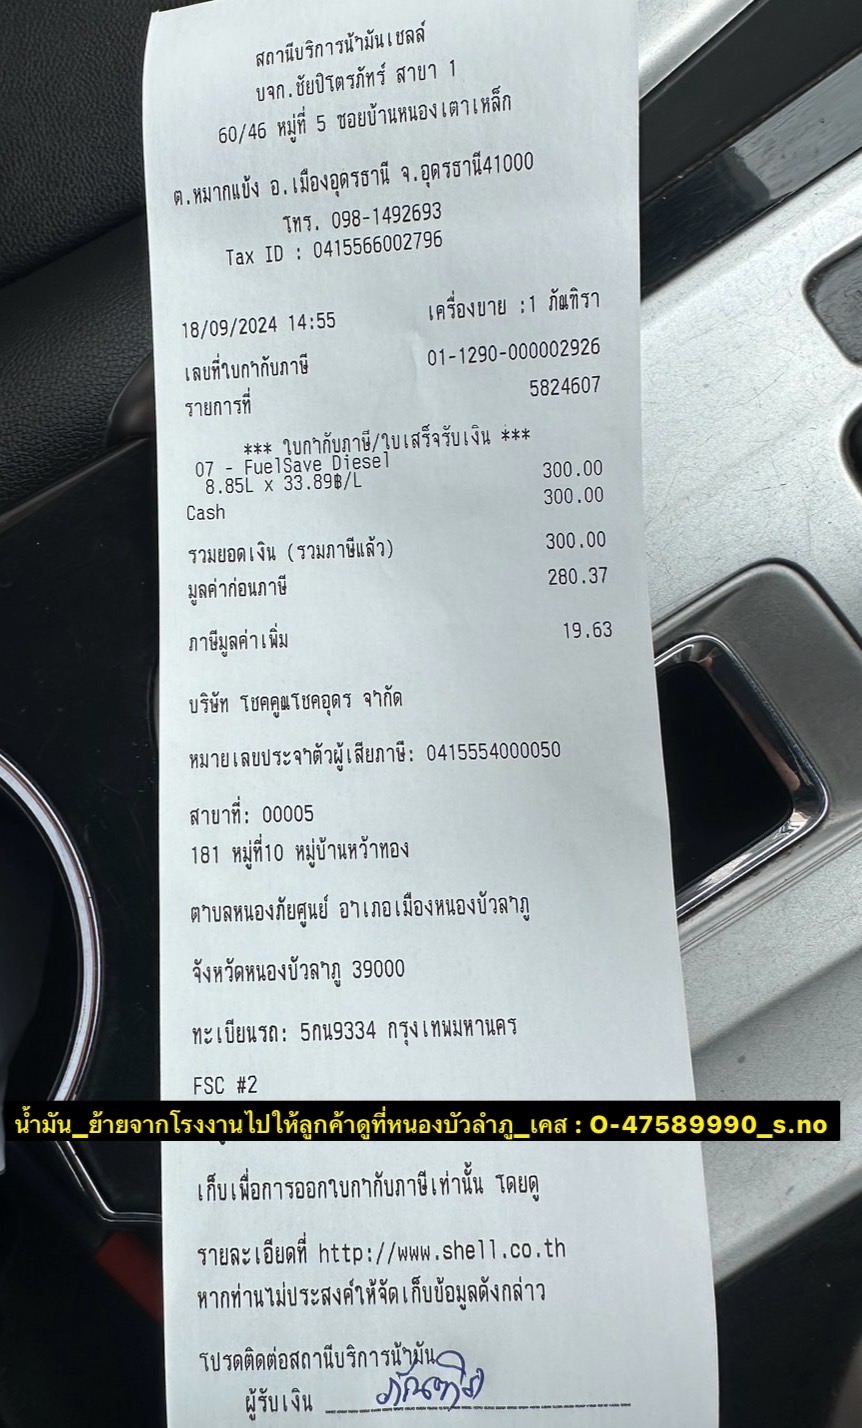 สถานีบริการน้ำมันเชลล์
บจก.ชัยปิโตรภัทร์ สาขา 1
60/46 หมู่ที่ 5 ซอยบ้านหนองเตาเหล็ก
ต.หมากแข้ง อ.เมืองอุดรธานี จ.อุดรธานี41000
โทร. 098-1492693
Tax ID : 0415566002796
18/09/2024 14:55 เครื่องขาย :1 ภัณฑิรา
เลขที่ใบกำกับภาษี 01-1290-000002926
รายการที่ 5824607
*** ใบกำกับภาษี/ใบเสร็จรับเงิน ***
07 - FuelSave Diesel
8.85L x 33.89฿/L 300.00
Cash 300.00
รวมยอดเงิน (รวมภาษีแล้ว) 300.00
มูลค่าก่อนภาษี 280.37
ภาษีมูลค่าเพิ่ม 19.63
บริษัท โชคคูณโชคอุดร จำกัด
หมายเลขประจำตัวผู้เสียภาษี: 0415554000050
สาขาที่: 00005
181 หมู่ที่10 หมู่บ้านหว้าทอง
ตำบลหนองภัยศูนย์ อำเภอเมืองหนองบัวลำภู
จังหวัดหนองบัวลำภู 39000
ทะเบียนรถ: 5กน9334 กรุงเทพมหานคร
FSC #2
น้ำมัน_ย้ายจากโรงงานไปให้ลูกค้าดูที่หนองบัวลำภู_เคส : O-47589990_s.no
เก็บเพื่อการออกใบกำกับภาษีเท่านั้น โดยดู
รายละเอียดที่ http://www.shell.co.th
หากท่านไม่ประสงค์ให้จัดเก็บข้อมูลดังกล่าว
โปรดติดต่อสถานีบริการน้ำมัน
ผู้รับเงิน ภัณฑิรา